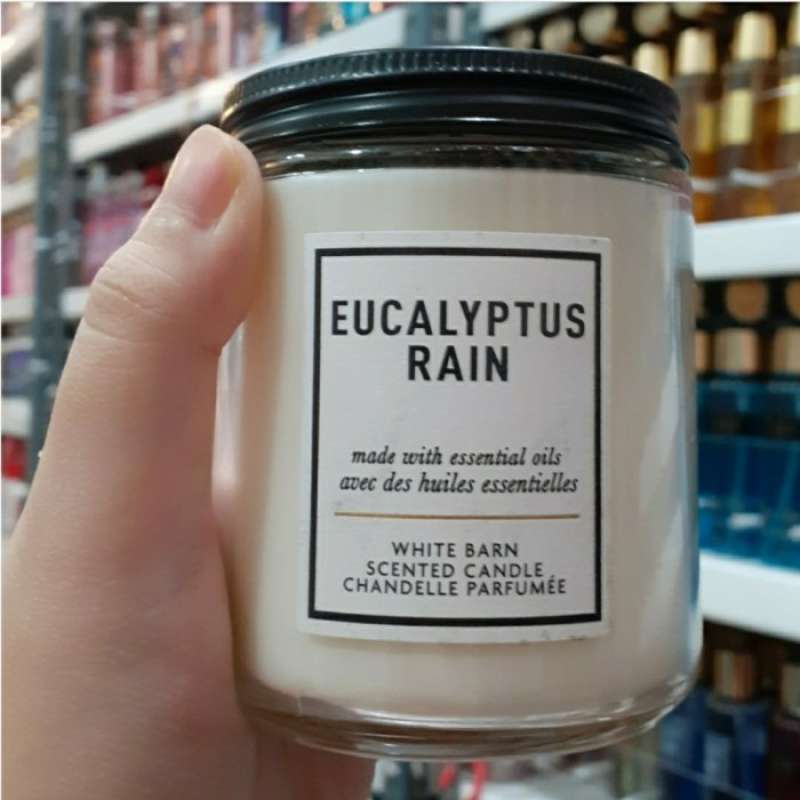 EUCALYPTUS
RAIN
made with essential oils
avec des huiles essentielles
WHITE BARN
SCENTED CANDLE
CHANDELLE PARFUMÉE